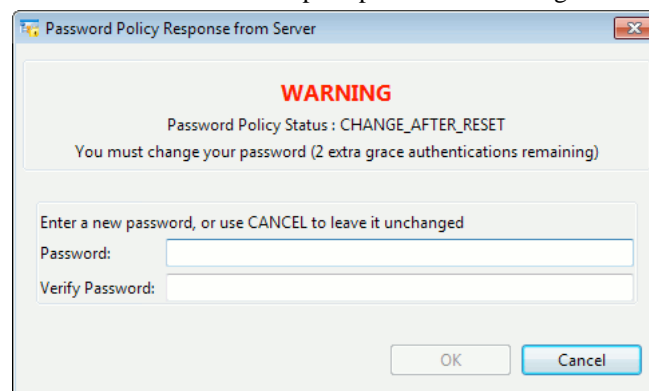 Password Policy Response from Server
WARNING
Password Policy Status : CHANGE_AFTER_RESET
You must change your password (2 extra grace authentications remaining)
Enter a new password, or use CANCEL to leave it unchanged
Password:
Verify Password:
OK Cancel